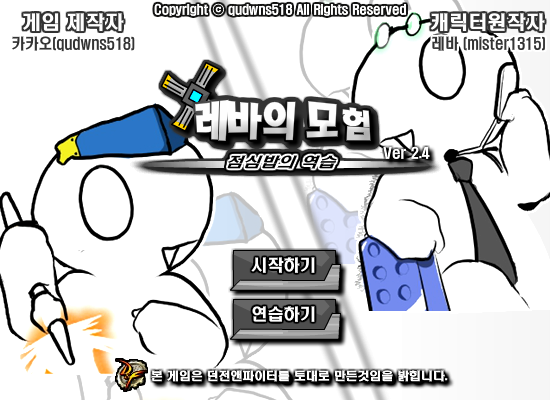 Copyright ⓒ qudwns518 All Rights Reserved
게임 제작자
카카오(qudwns518)
캐릭터원작자
레바 (mister1315)
레바의 모험
정심밥의 역습
Ver 2.4
시작하기
연습하기
본 게임은 던전앤파이터를 토대로 만든것임을 밝힙니다.